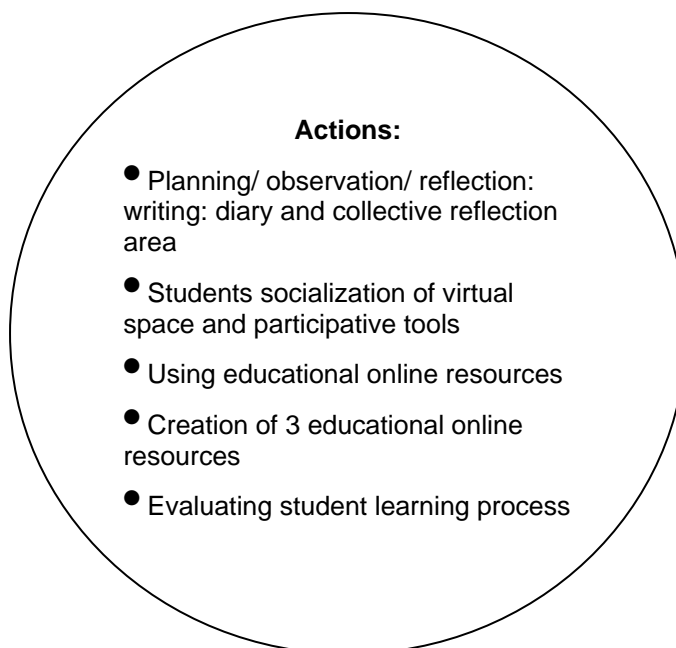 Actions:
● Planning/ observation/ reflection:
writing: diary and collective reflection
area
● Students socialization of virtual
space and participative tools
● Using educational online resources
● Creation of 3 educational online
resources
● Evaluating student learning process